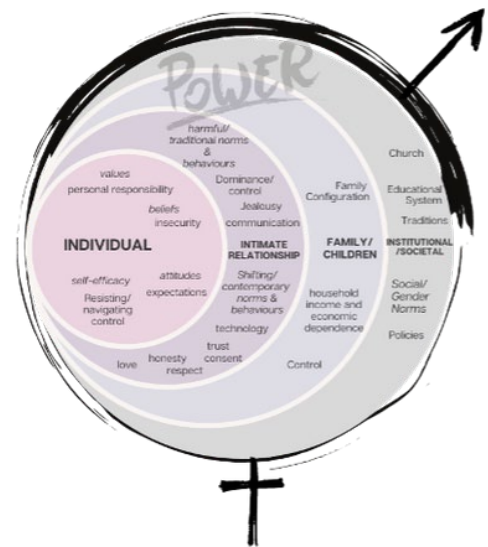 POWER
harmful/
traditional norms
&
behaviours
values
personal responsibility
beliefs
insecurity
INDIVIDUAL
self-efficacy
attitudes
expectations
Resisting/
navigating
control
Dominance/
control
Jealousy
communication
INTIMATE
RELATIONSHIP
Shifting/
contemporary
norms &
behaviours
technology
trust
consent
honesty
respect
love
Family
Configuration
FAMILY/
CHILDREN
household
income and
economic
dependence
Control
Church
Educational
System
Traditions
INSTITUTIONAL
/SOCIETAL
Social/
Gender
Norms
Policies